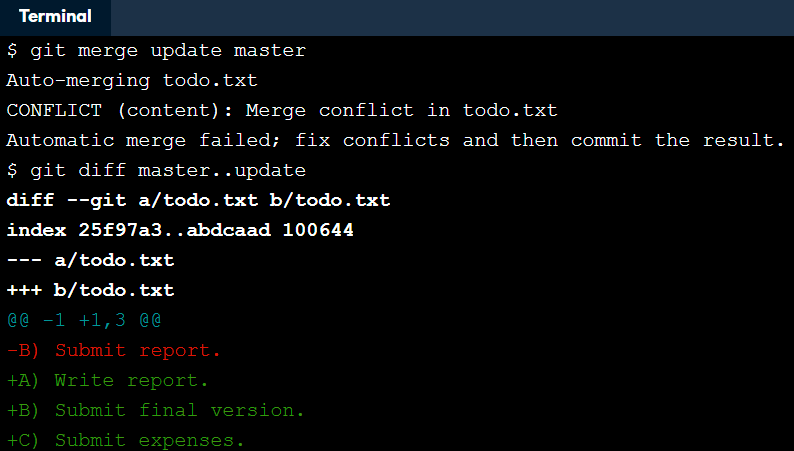 Terminal
$ git merge update master
Auto-merging todo.txt
CONFLICT (content): Merge conflict in todo.txt
Automatic merge failed; fix conflicts and then commit the result.
$ git diff master..update
diff --git a/todo.txt b/todo.txt
index 25f97a3..abdcaad 100644
--- a/todo.txt
+++ b/todo.txt
@@ -1 +1,3 @@
-B) Submit report.
+A) Write report.
+B) Submit final version.
+C) Submit expenses.